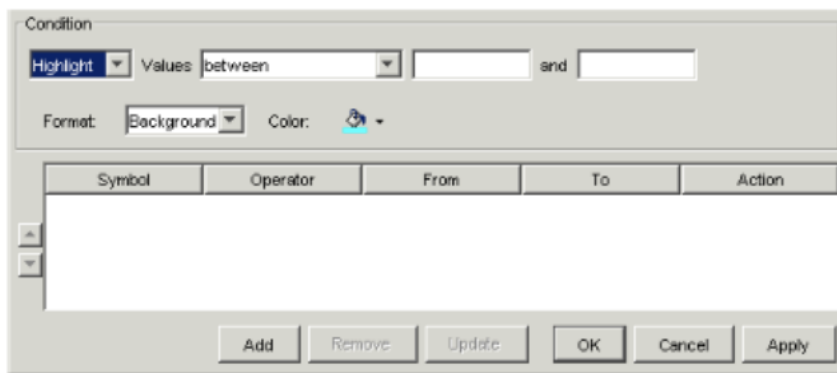 Condition
Highlight Values between and
Format: Background Color:
Symbol Operator From To Action
Add Remove Update OK Cancel Apply